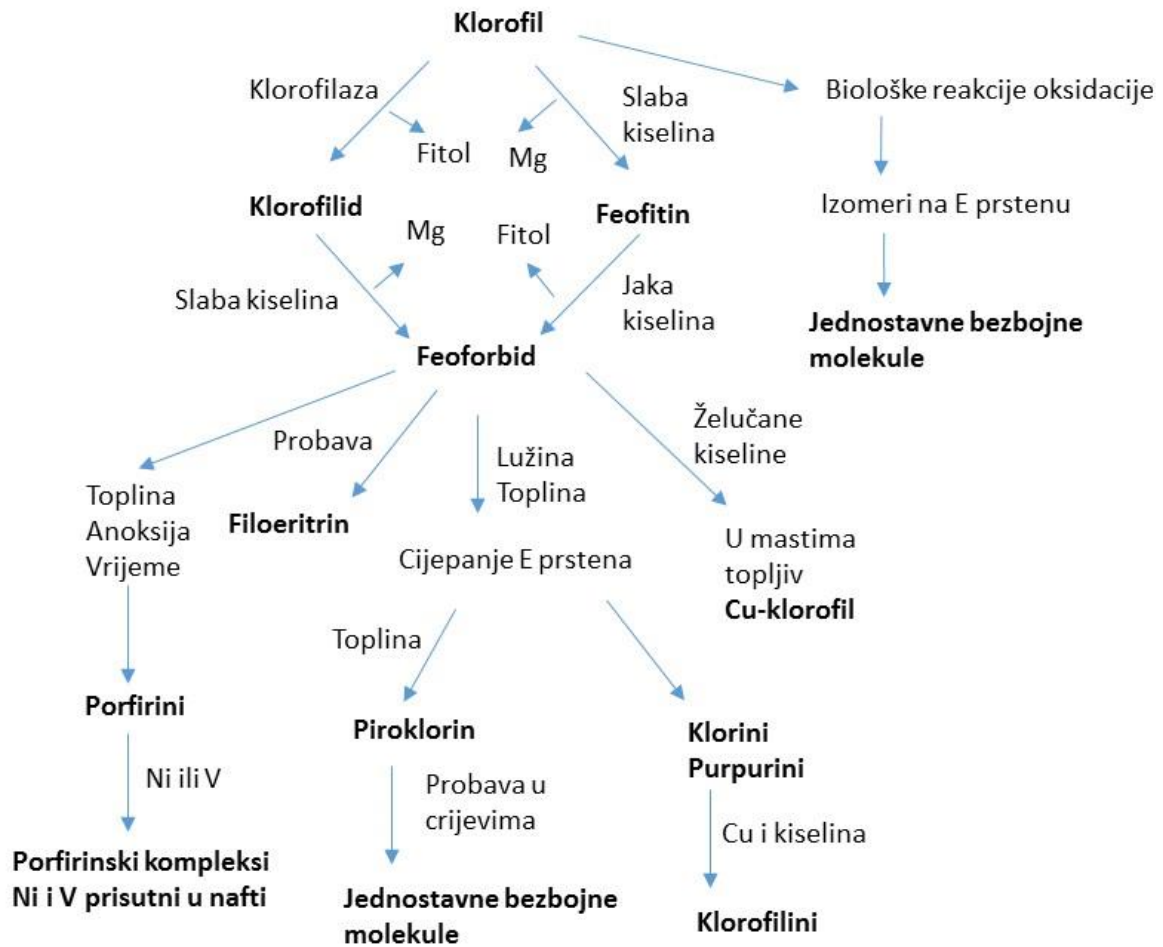 Klorofil
Klorofilaza
Slaba
kiselina
Biološke reakcije oksidacije
Fitol
Mg
Klorofilid
Feofitin
Izomeri na E prstenu
Mg
Fitol
Slaba kiselina
Jaka
kiselina
Jednostavne bezbojne
molekule
Feoforbid
Probava
Lužina
Toplina
Želučane
kiseline
Toplina
Anoksija
Vrijeme
Filoeritrin
Cijepanje E prstena
U mastima
topljiv
Cu-klorofil
Toplina
Porfirini
Piroklorin
Klorini
Purpurini
Ni ili V
Probava u
crijevima
Cu i kiselina
Porfirinski kompleksi
Ni i V prisutni u nafti
Jednostavne bezbojne
molekule
Klorofilini